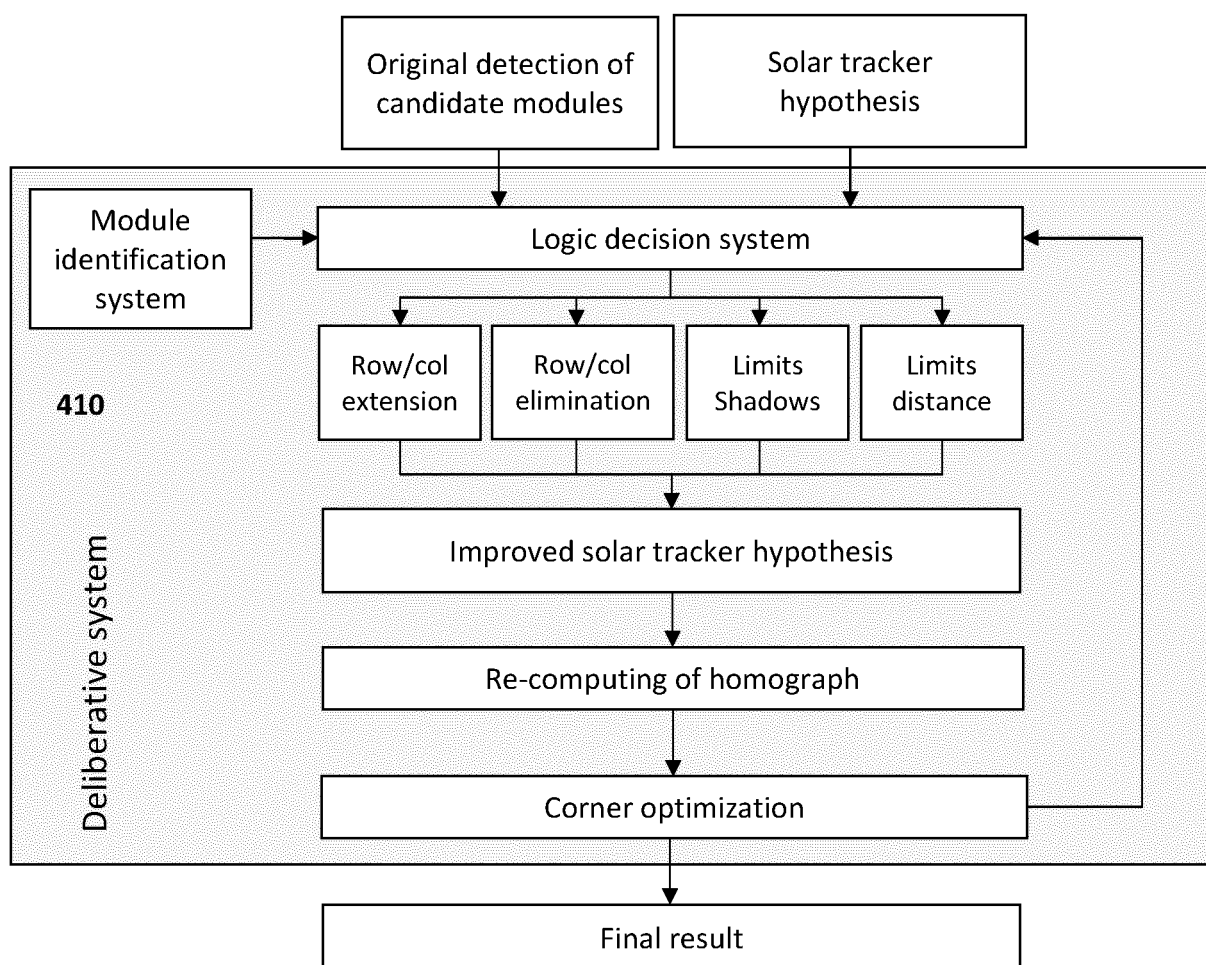 Original detection of
candidate modules
Solar tracker
hypothesis
Module
identification
system
Logic decision system
Row/col
extension
Row/col
elimination
Limits
Shadows
Limits
distance
410
Improved solar tracker hypothesis
Deliberative system
Re-computing of homograph
Corner optimization
Final result